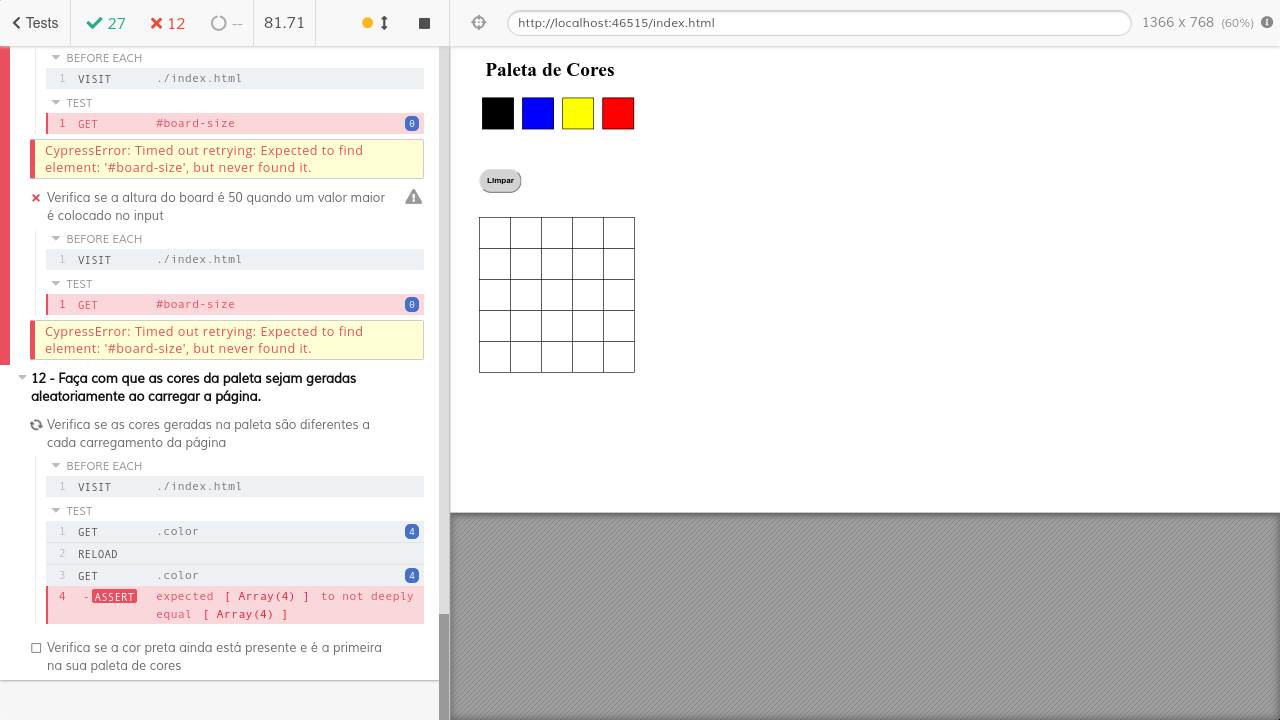 Tests
27
12
--
81.71
http://localhost:46515/index.html
1366 x 768 (60%)
BEFORE EACH
1 VISIT ./index.html
TEST
1 GET #board-size 0
CypressError: Timed out retrying: Expected to find
element: '#board-size', but never found it.
Verifica se a altura do board é 50 quando um valor maior
é colocado no input
BEFORE EACH
1 VISIT ./index.html
TEST
1 GET #board-size 0
CypressError: Timed out retrying: Expected to find
element: '#board-size', but never found it.
12 - Faça com que as cores da paleta sejam geradas
aleatoriamente ao carregar a página.
Verifica se as cores geradas na paleta são diferentes a
cada carregamento da página
BEFORE EACH
1 VISIT ./index.html
TEST
1 GET .color 4
2 RELOAD
3 GET .color 4
4 -ASSERT expected [ Array(4) ] to not deeply
equal [ Array(4) ]
Verifica se a cor preta ainda está presente e é a primeira
na sua paleta de cores
Paleta de Cores
Limpar